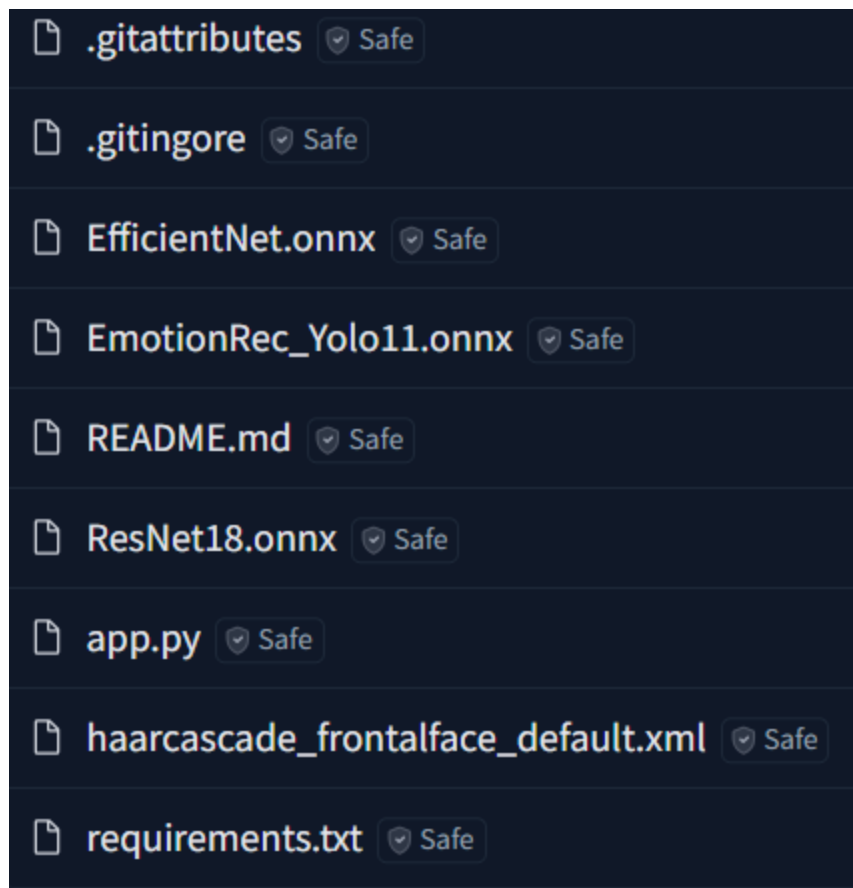 .gitattributes Safe
.gitingore Safe
EfficientNet.onnx Safe
EmotionRec_Yolo11.onnx Safe
README.md Safe
ResNet18.onnx Safe
app.py Safe
haarcascade_frontalface_default.xml Safe
requirements.txt Safe